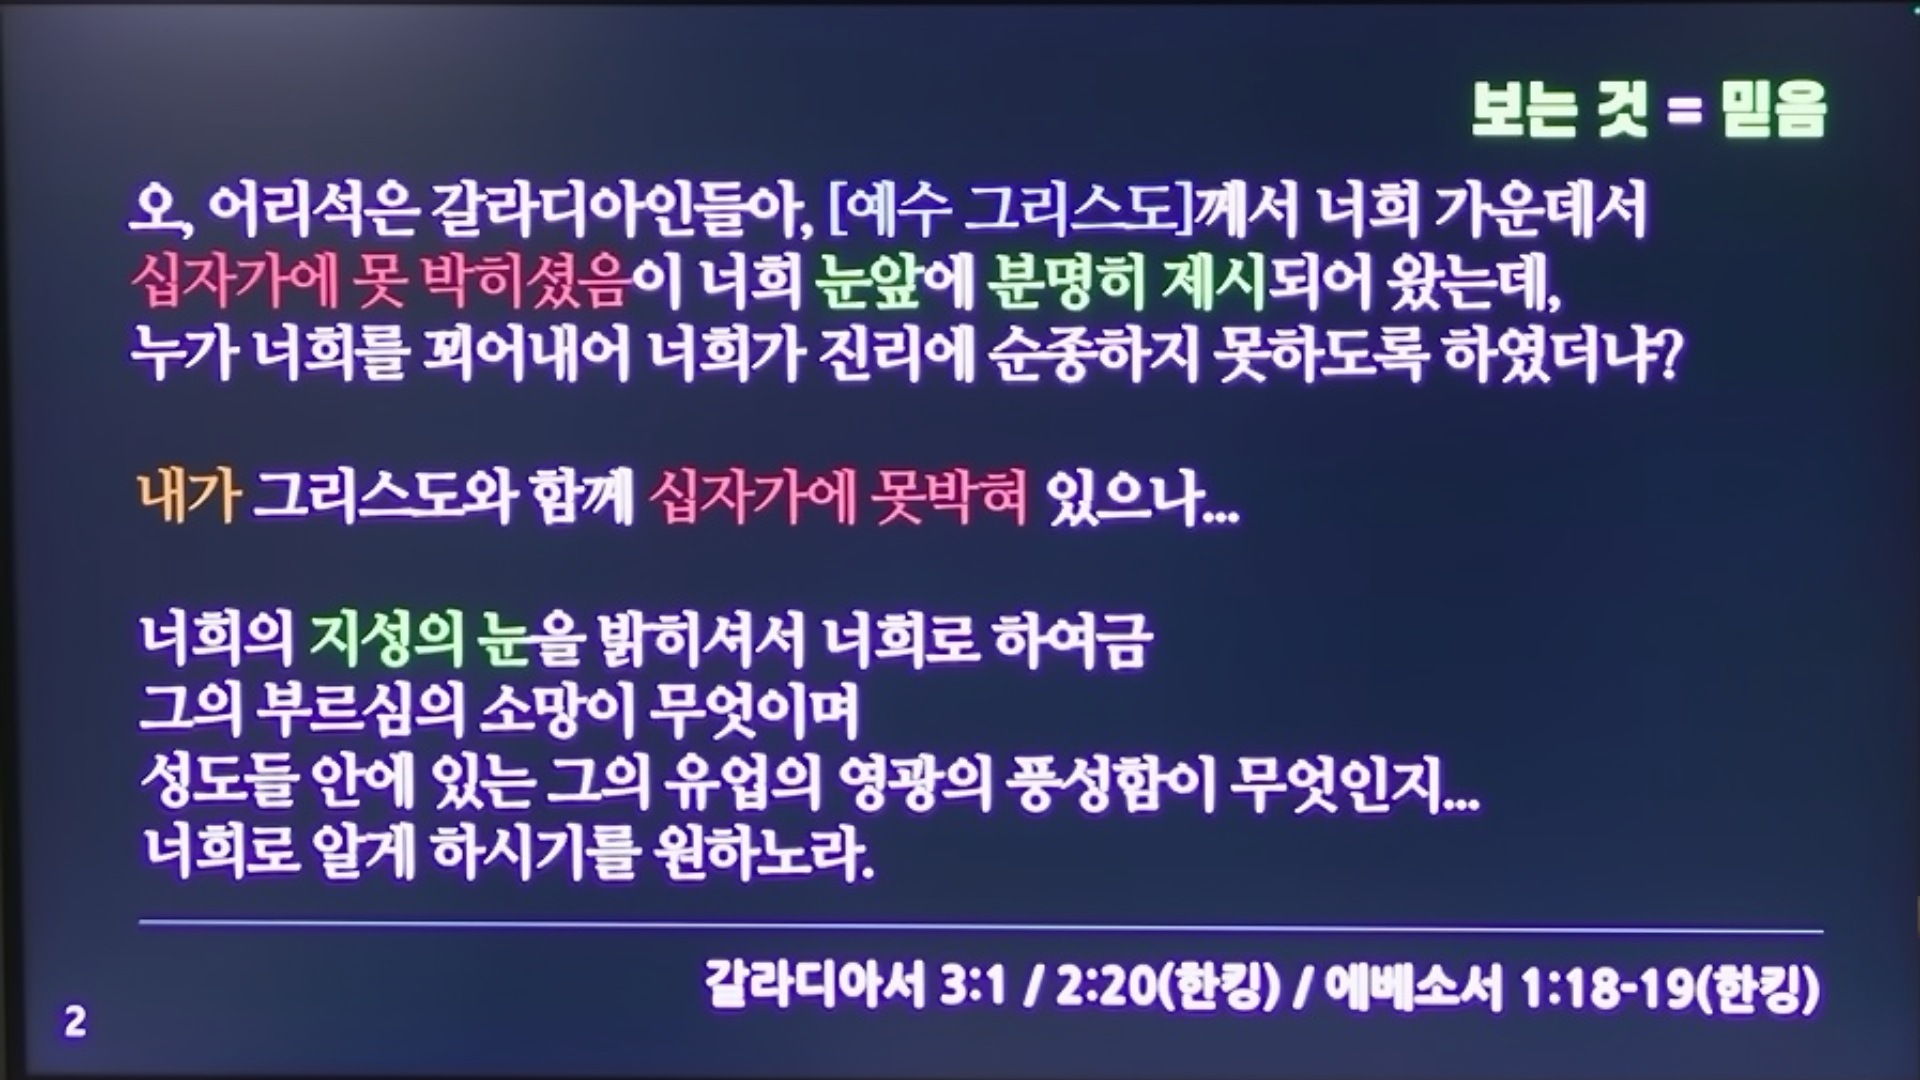 보는 것 = 믿음
오, 어리석은 갈라디아인들아, [예수 그리스도]께서 너희 가운데서
십자가에 못 박히셨음이 너희 눈앞에 분명히 제시되어 왔는데,
누가 너희를 꾀어내어 너희가 진리에 순종하지 못하도록 하였더냐?
내가 그리스도와 함께 십자가에 못박혀 있으나...
너희의 지성의 눈을 밝히셔서 너희로 하여금
그의 부르심의 소망이 무엇이며
성도들 안에 있는 그의 유업의 영광의 풍성함이 무엇인지...
너희로 알게 하시기를 원하노라.
갈라디아서 3:1 / 2:20(한킹) / 에베소서 1:18-19(한킹)
2